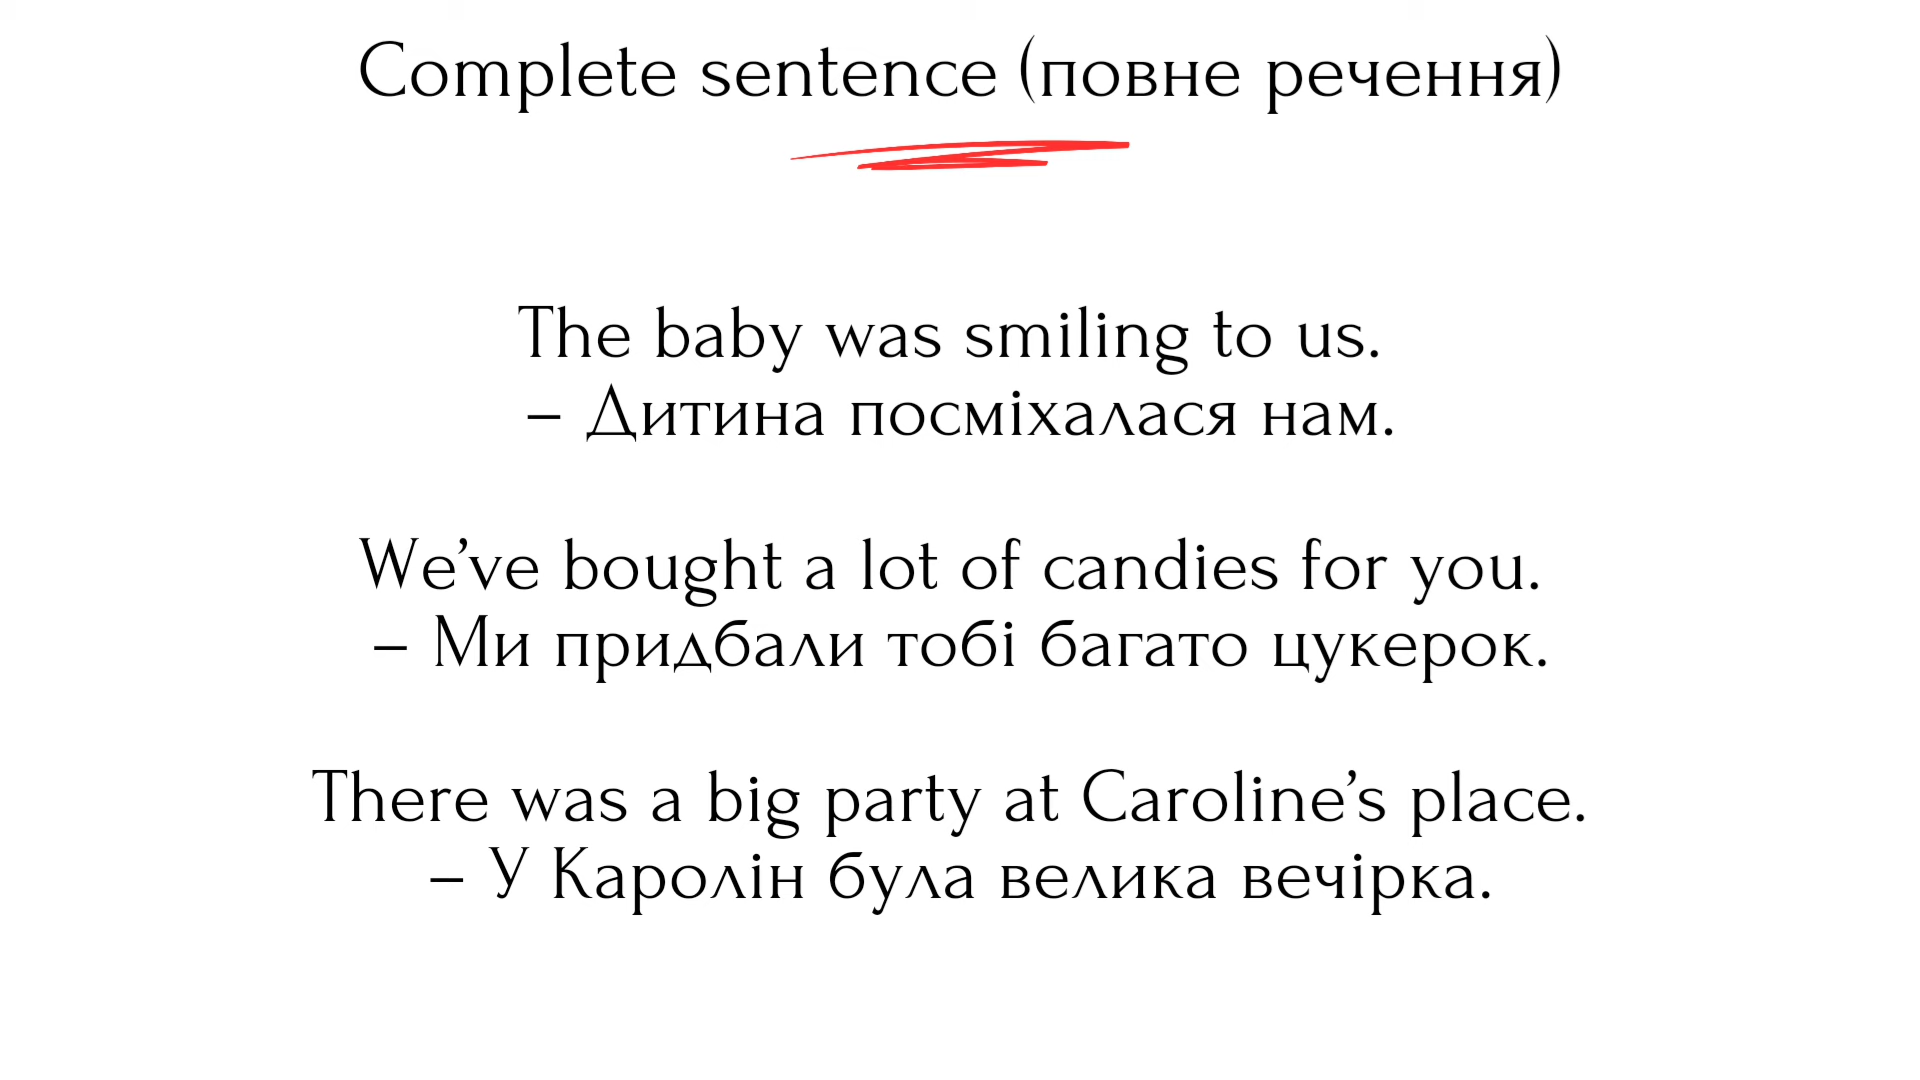 Complete sentence (повне речення)
The baby was smiling to us.
– Дитина посміхалася нам.
We’ve bought a lot of candies for you.
– Ми придбали тобі багато цукерок.
There was a big party at Caroline’s place.
– У Каролін була велика вечірка.